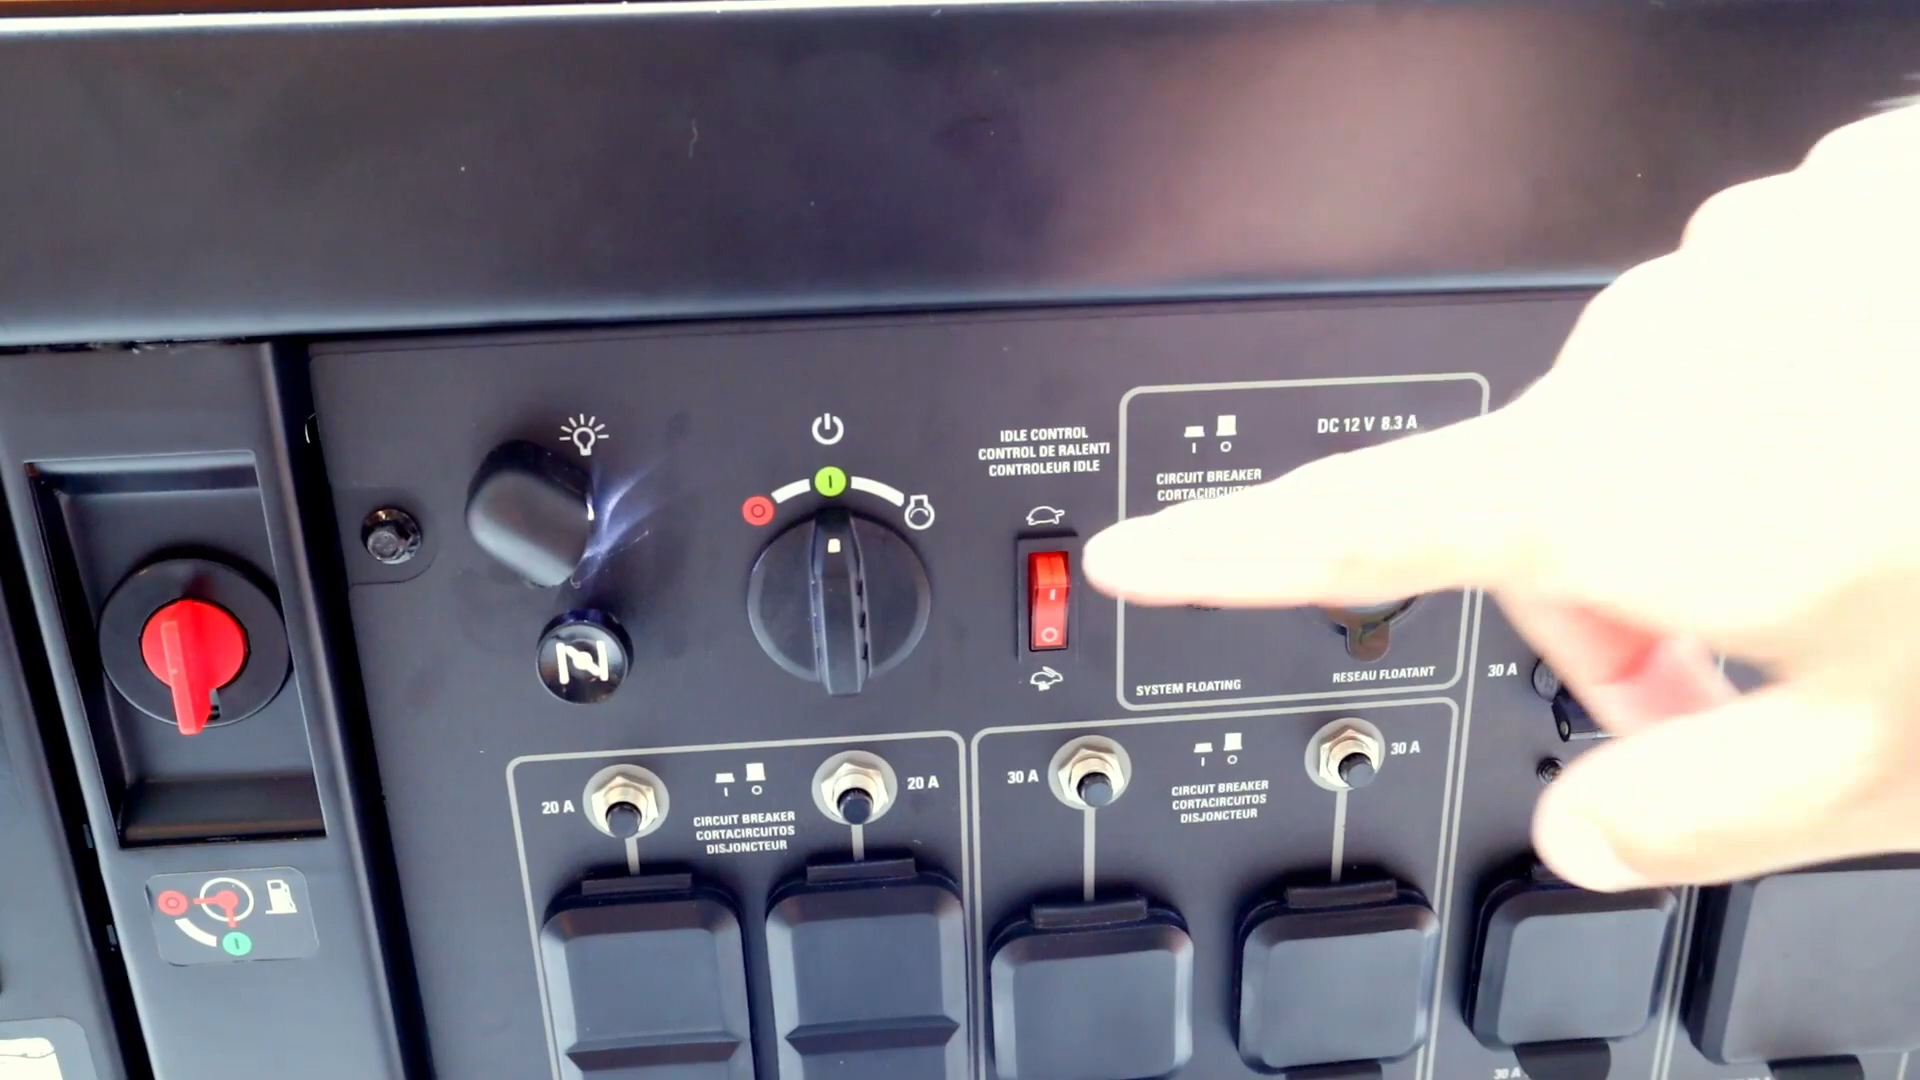 IDLE CONTROL
CONTROL DE RALENTI
CONTROLEUR IDLE
DC 12 V 8.3 A
I O
CIRCUIT BREAKER
SYSTEM FLOATING
RESEAU FLOATANT
20 A
I O
CIRCUIT BREAKER
CORTACIRCUITOS
DISJONCTEUR
20 A
30 A
I O
CIRCUIT BREAKER
CORTACIRCUITOS
DISJONCTEUR
30 A
30 A
30 A